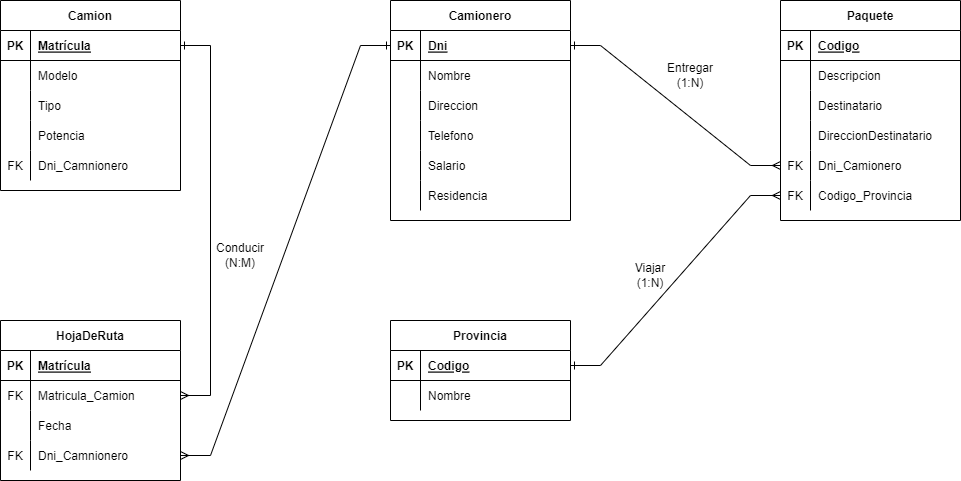 Camion
PK Matrícula
Modelo
Tipo
Potencia
FK Dni_Camnionero
Camionero
PK Dni
Nombre
Direccion
Telefono
Salario
Residencia
Paquete
PK Codigo
Descripcion
Destinatario
DireccionDestinatario
FK Dni_Camionero
FK Codigo_Provincia
Entregar
(1:N)
Conducir
(N:M)
Viajar
(1:N)
HojaDeRuta
PK Matrícula
FK Matricula_Camion
Fecha
FK Dni_Camnionero
Provincia
PK Codigo
Nombre